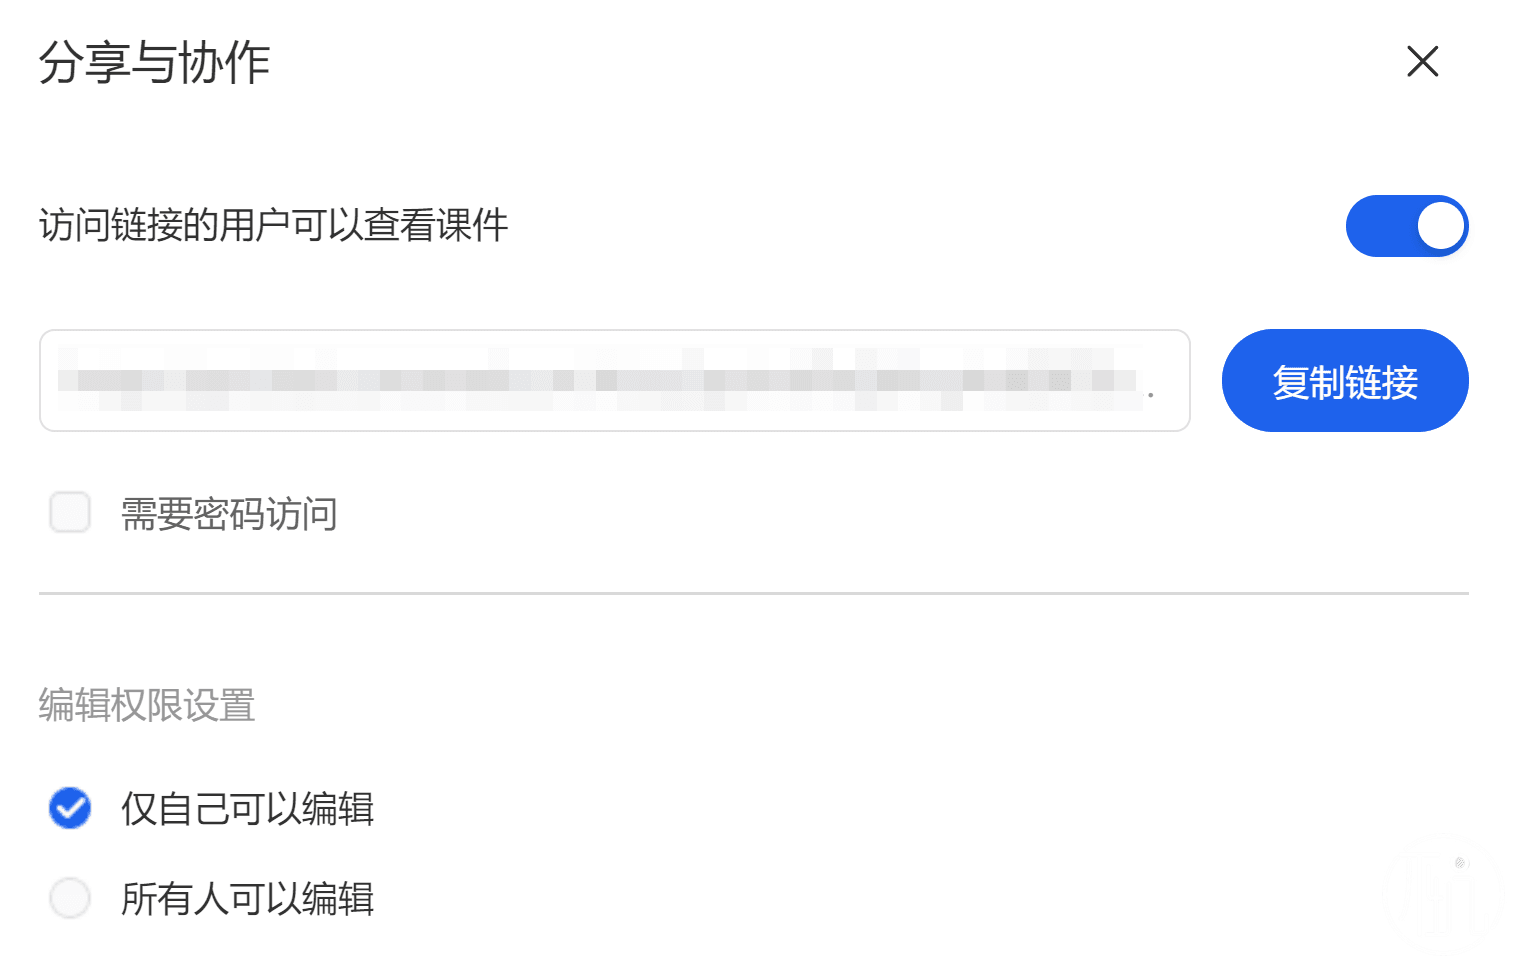 分享与协作
访问链接的用户可以查看课件
复制链接
需要密码访问
编辑权限设置
仅自己可以编辑
所有人可以编辑